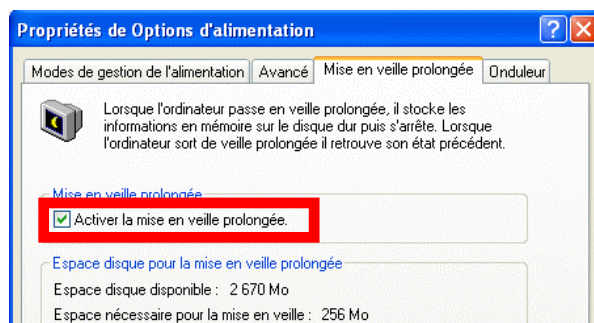 Propriétés de Options d'alimentation
Modes de gestion de l'alimentation Avancé Mise en veille prolongée Onduleur
Lorsque l'ordinateur passe en veille prolongée, il stocke les
informations en mémoire sur le disque dur puis s'arrête. Lorsque
l'ordinateur sort de veille prolongée il retrouve son état précédent.
Mise en veille prolongée
Activer la mise en veille prolongée.
Espace disque pour la mise en veille prolongée
Espace disque disponible : 2 670 Mo
Espace nécessaire pour la mise en veille : 256 Mo